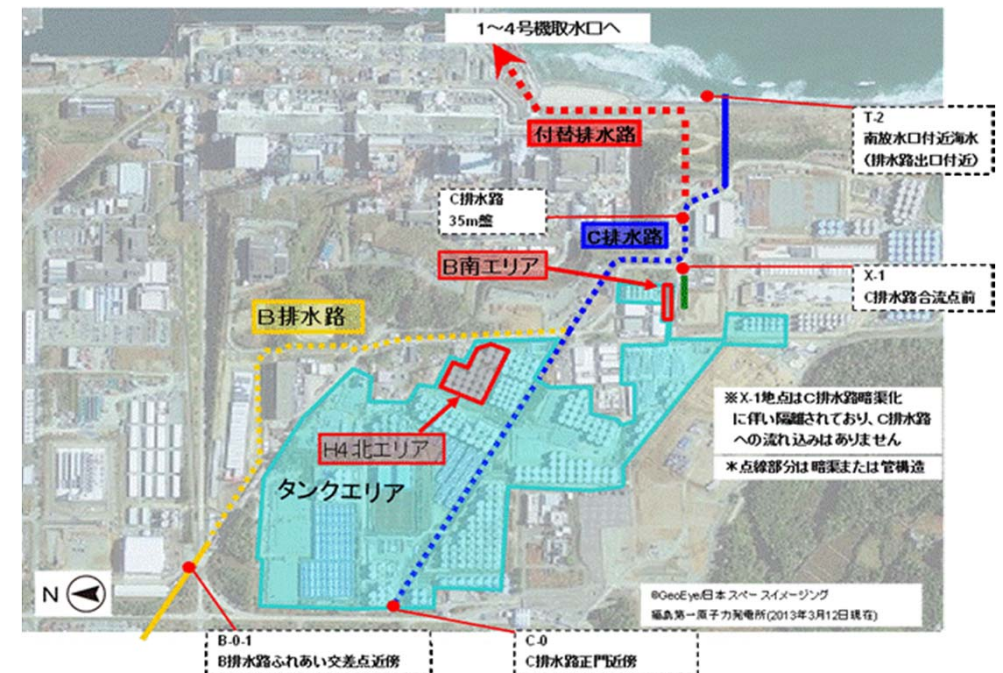 1～4号機取水口へ
付替排水路
T-2
南放水口付近海水
(排水路出口付近)
C排水路
35m盤
C排水路
B南エリア
X-1
C排水路合流点前
B排水路
※X-1地点はC排水路暗渠化
に伴い隔離されており、C排水路
への流れ込みはありません
＊点線部分は暗渠または管構造
H4北エリア
タンクエリア
N
©GeoEye/日本スペースイメージング
福島第一原子力発電所(2013年3月12日現在)
B-0-1
B排水路ふれあい交差点近傍
C-0
C排水路正門近傍